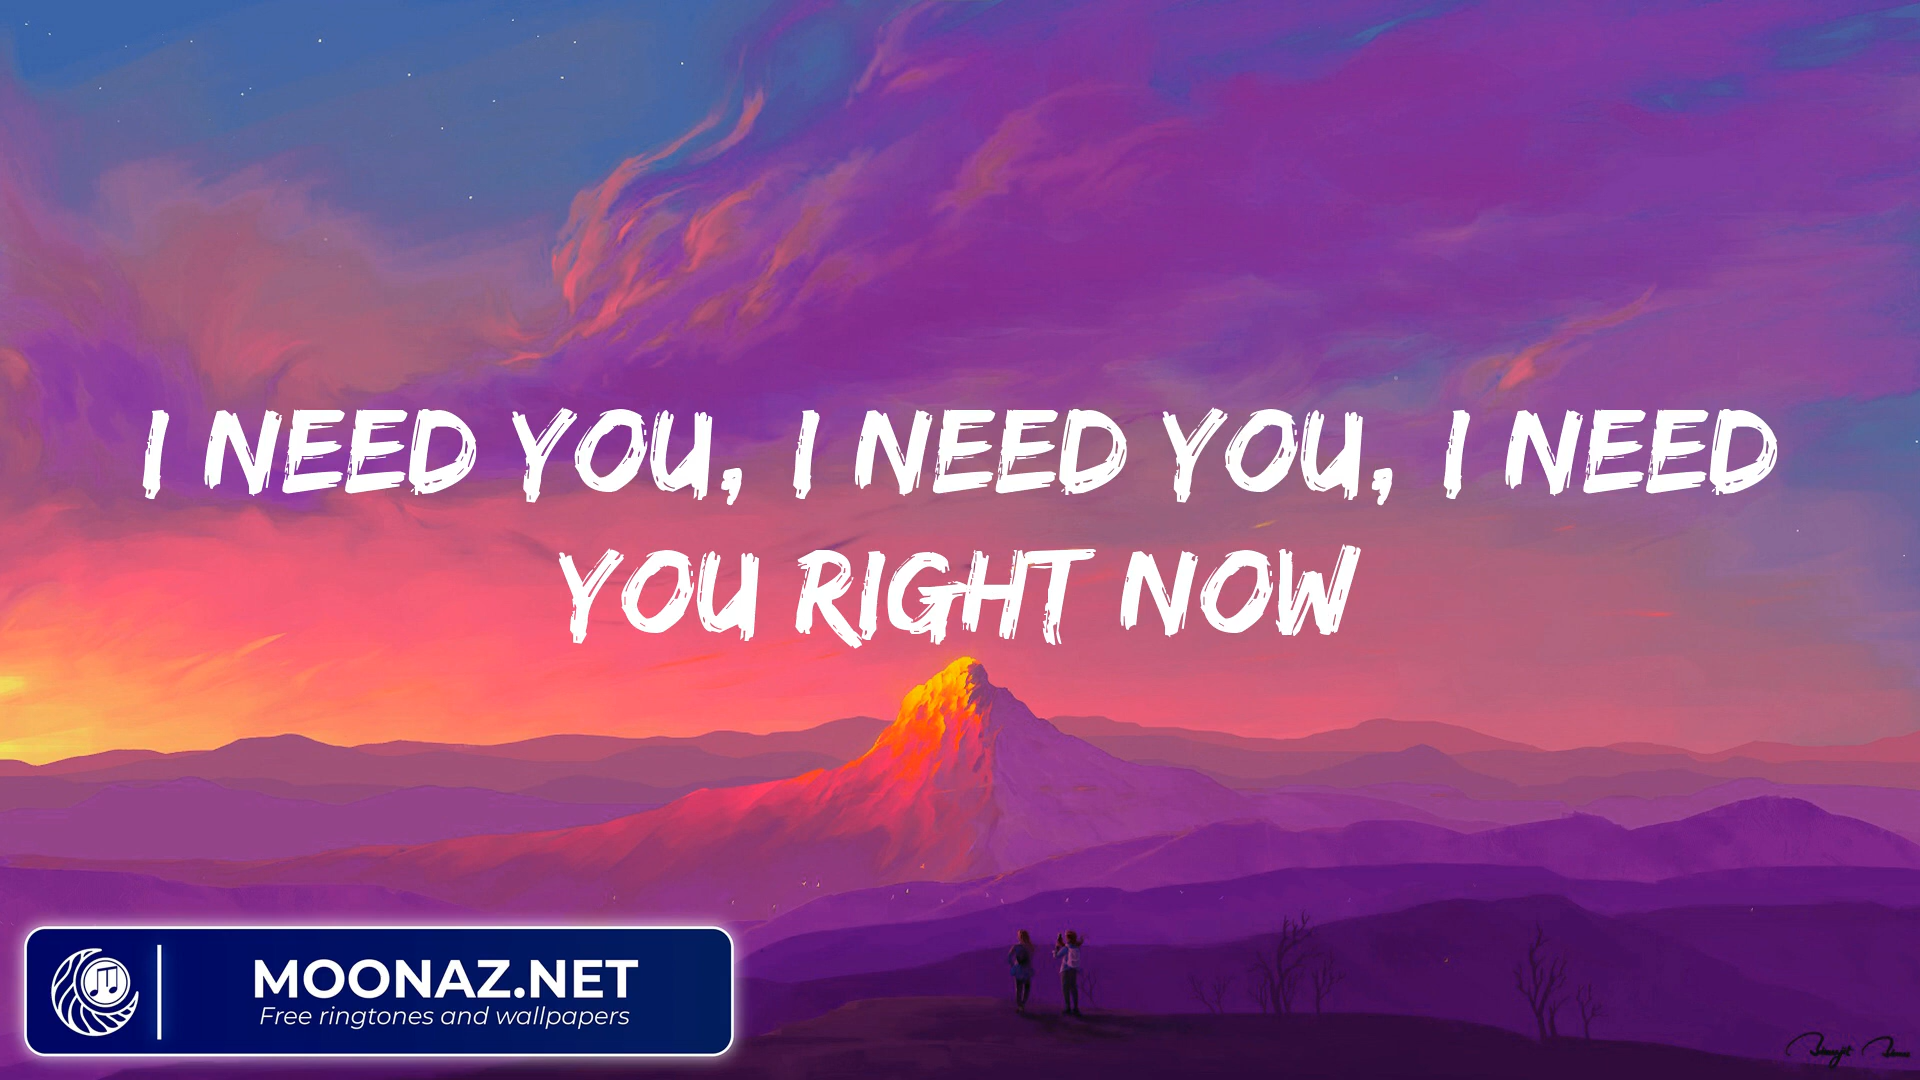 I NEED YOU, I NEED YOU, I NEED
YOU RIGHT NOW
MOONAZ.NET
Free ringtones and wallpapers